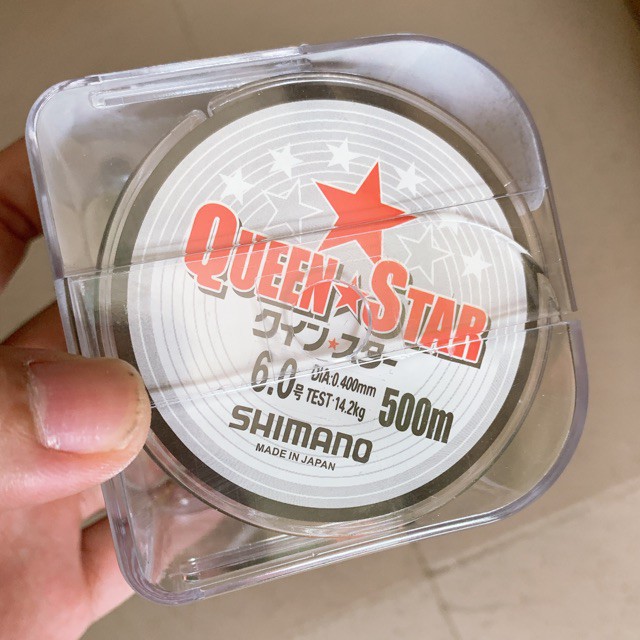 QUEEN★STAR
クイン★スター
6.0号 DIA:0.400mm
TEST:14.2kg
500m
SHIMANO
MADE IN JAPAN